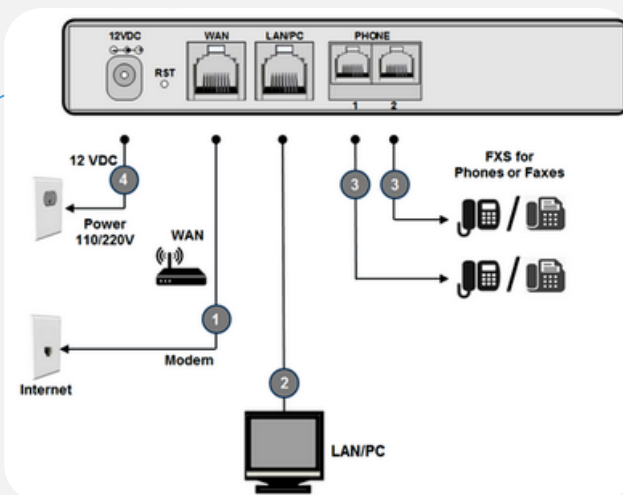 12VDC
WAN
LAN/PC
PHONE
RST
1
2
12 VDC
4
3
3
FXS for
Phones or Faxes
Power
110/220V
WAN
1
Modem
Internet
2
LAN/PC